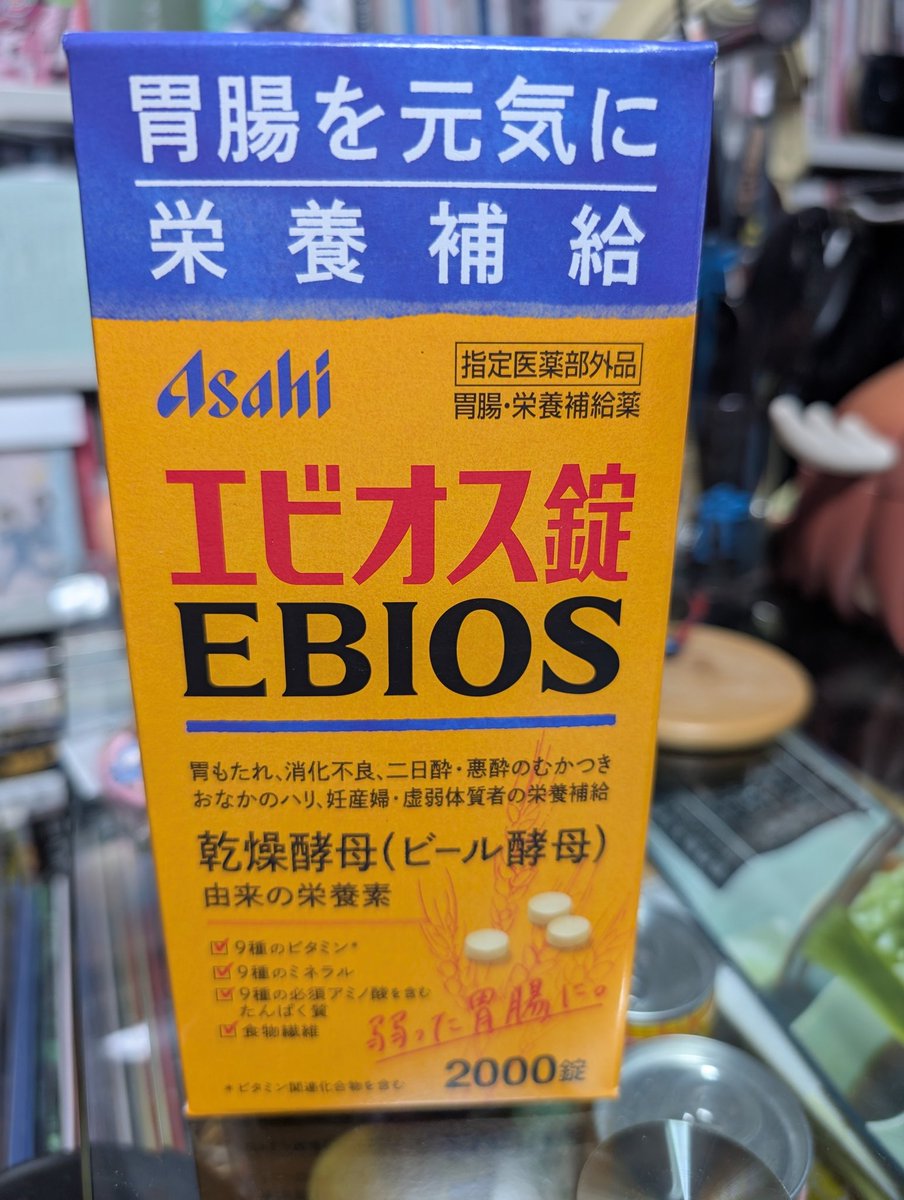 胃腸を元気に
栄養補給
Asahi
指定医薬部外品
胃腸・栄養補給薬
エビオス錠
EBIOS
胃もたれ、消化不良、二日酔・悪酔のむかつき
おなかのハリ、妊産婦・虚弱体質者の栄養補給
乾燥酵母(ビール酵母)
由来の栄養素
9種のビタミン*
9種のミネラル
9種の必須アミノ酸を含む
たんぱく質
食物繊維
弱った胃腸に。
*ビタミン関連化合物を含む
2000錠